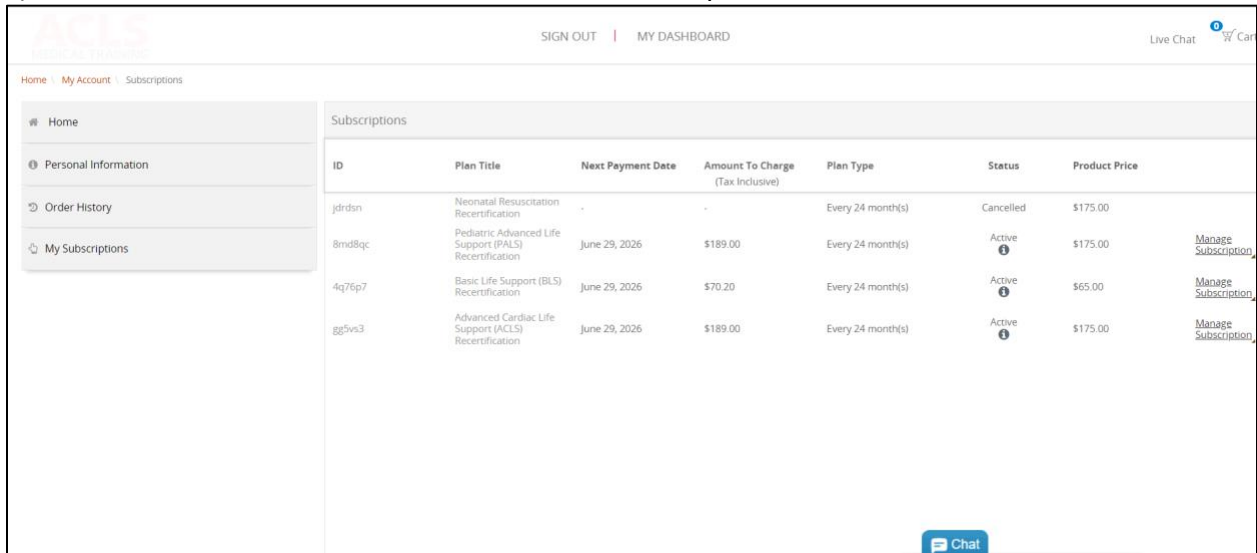 ACLS
MEDICAL TRAINING
SIGN OUT | MY DASHBOARD
Live Chat
0
Cart
Home \ My Account \ Subscriptions
Home
Personal Information
Order History
My Subscriptions
Subscriptions
ID Plan Title Next Payment Date Amount To Charge Plan Type Status Product Price
(Tax Inclusive)
jdrdsn Neonatal Resuscitation Recertification - - Every 24 month(s) Cancelled $175.00
8md8qc Pediatric Advanced Life Support (PALS) Recertification June 29, 2026 $189.00 Every 24 month(s) Active $175.00 Manage Subscription
4q76p7 Basic Life Support (BLS) Recertification June 29, 2026 $70.20 Every 24 month(s) Active $65.00 Manage Subscription
gg5vs3 Advanced Cardiac Life Support (ACLS) Recertification June 29, 2026 $189.00 Every 24 month(s) Active $175.00 Manage Subscription
Chat